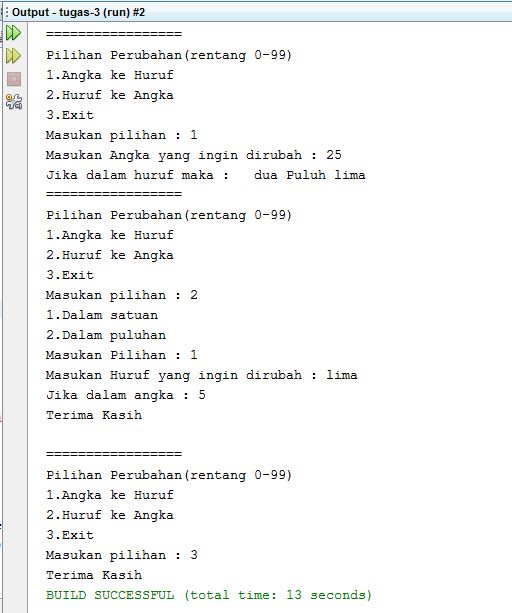 Output - tugas-3 (run) #2
=================
Pilihan Perubahan(rentang 0-99)
1.Angka ke Huruf
2.Huruf ke Angka
3.Exit
Masukan pilihan : 1
Masukan Angka yang ingin dirubah : 25
Jika dalam huruf maka :   dua Puluh lima
=================
Pilihan Perubahan(rentang 0-99)
1.Angka ke Huruf
2.Huruf ke Angka
3.Exit
Masukan pilihan : 2
1.Dalam satuan
2.Dalam puluhan
Masukan Pilihan : 1
Masukan Huruf yang ingin dirubah : lima
Jika dalam angka : 5
Terima Kasih
=================
Pilihan Perubahan(rentang 0-99)
1.Angka ke Huruf
2.Huruf ke Angka
3.Exit
Masukan pilihan : 3
Terima Kasih
BUILD SUCCESSFUL (total time: 13 seconds)